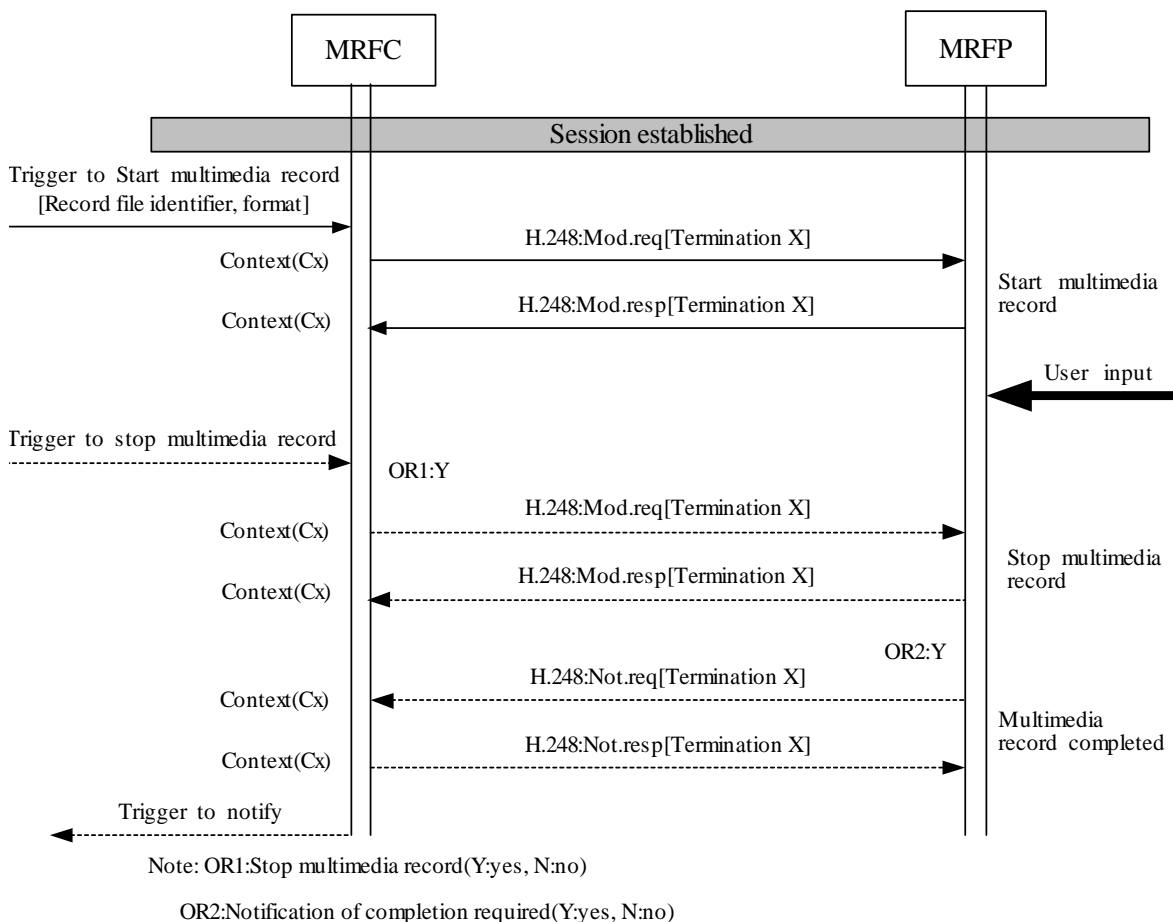 MRFC
MRFP
Session established
Trigger to Start multimedia record
[Record file identifier, format]
H.248:Mod.req[Termination X]
Context(Cx)
Start multimedia
record
H.248:Mod.resp[Termination X]
Context(Cx)
User input
Trigger to stop multimedia record
OR1:Y
H.248:Mod.req[Termination X]
Context(Cx)
Stop multimedia
record
H.248:Mod.resp[Termination X]
Context(Cx)
OR2:Y
H.248:Not.req[Termination X]
Context(Cx)
Multimedia
record completed
H.248:Not.resp[Termination X]
Context(Cx)
Trigger to notify
Note: OR1:Stop multimedia record(Y:yes, N:no)
OR2:Notification of completion required(Y:yes, N:no)